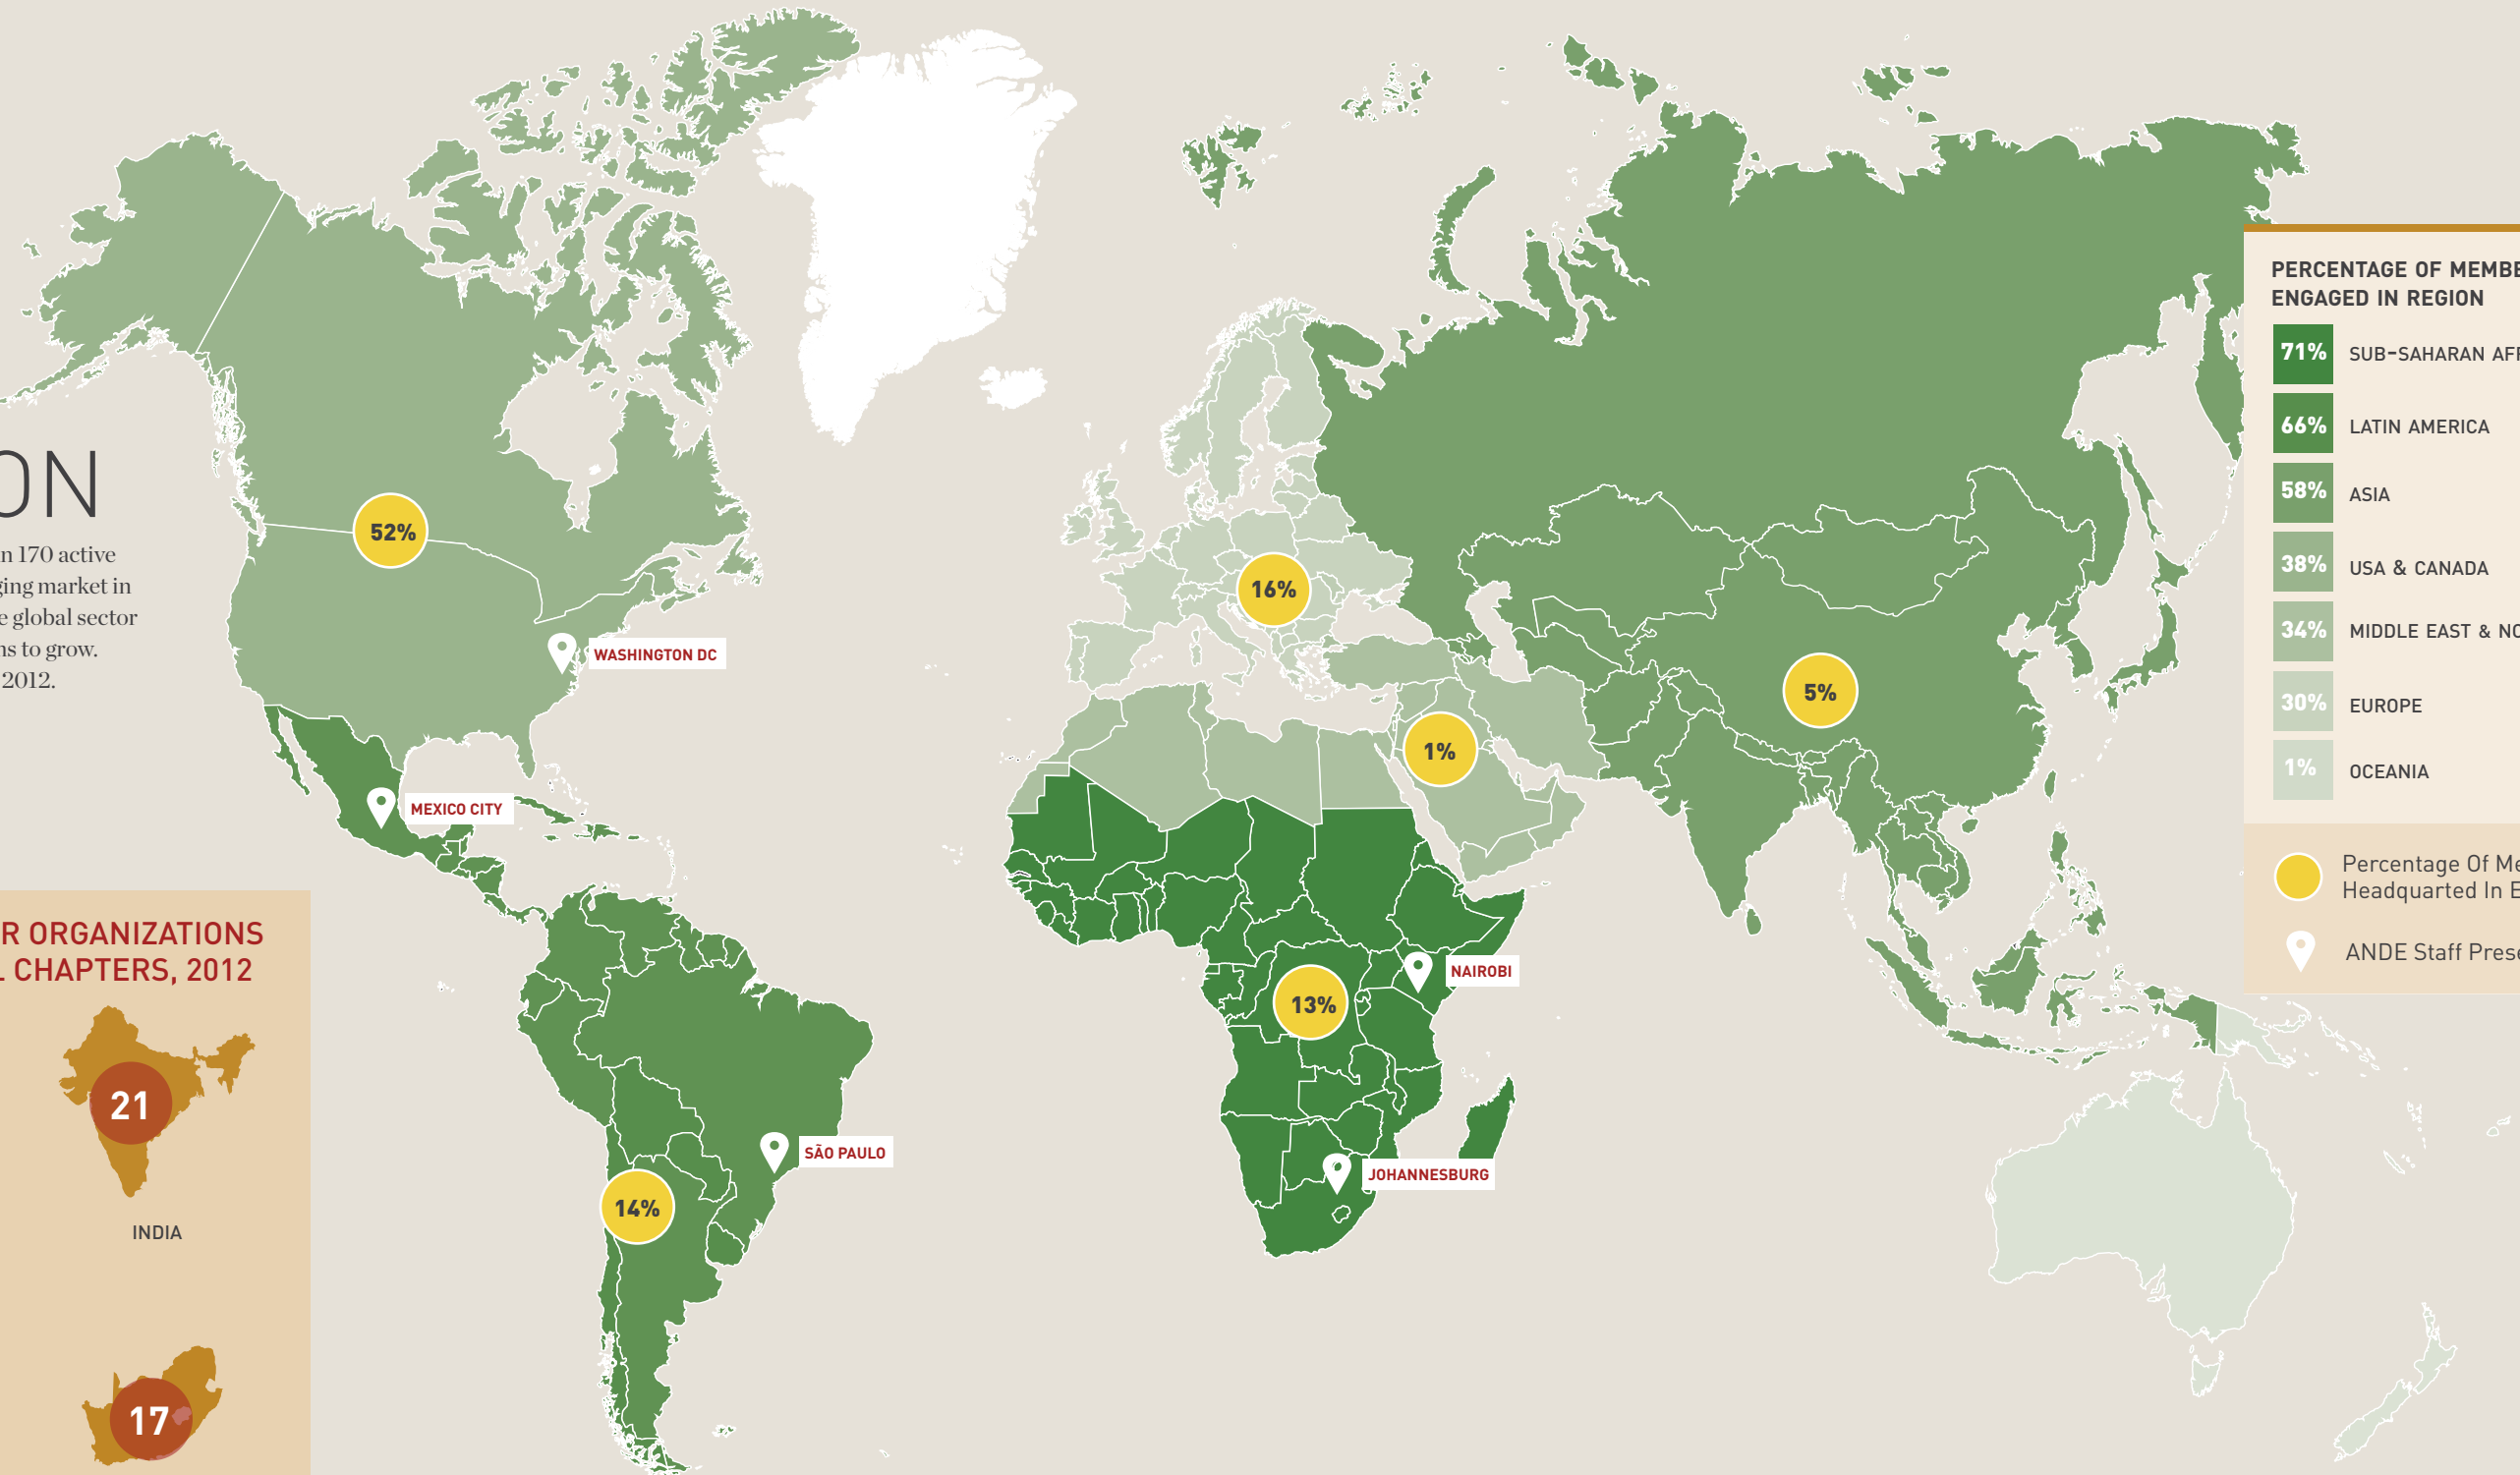 ON
n 170 active
ging market in
e global sector
ns to grow.
2012.
R ORGANIZATIONS
L CHAPTERS, 2012
21
INDIA
17
52%
WASHINGTON DC
MEXICO CITY
SÃO PAULO
14%
16%
1%
5%
13%
NAIROBI
JOHANNESBURG
PERCENTAGE OF MEMBE
ENGAGED IN REGION
71% SUB-SAHARAN AFR
66% LATIN AMERICA
58% ASIA
38% USA & CANADA
34% MIDDLE EAST & NO
30% EUROPE
1% OCEANIA
Percentage Of Me
Headquarted In E
ANDE Staff Prese